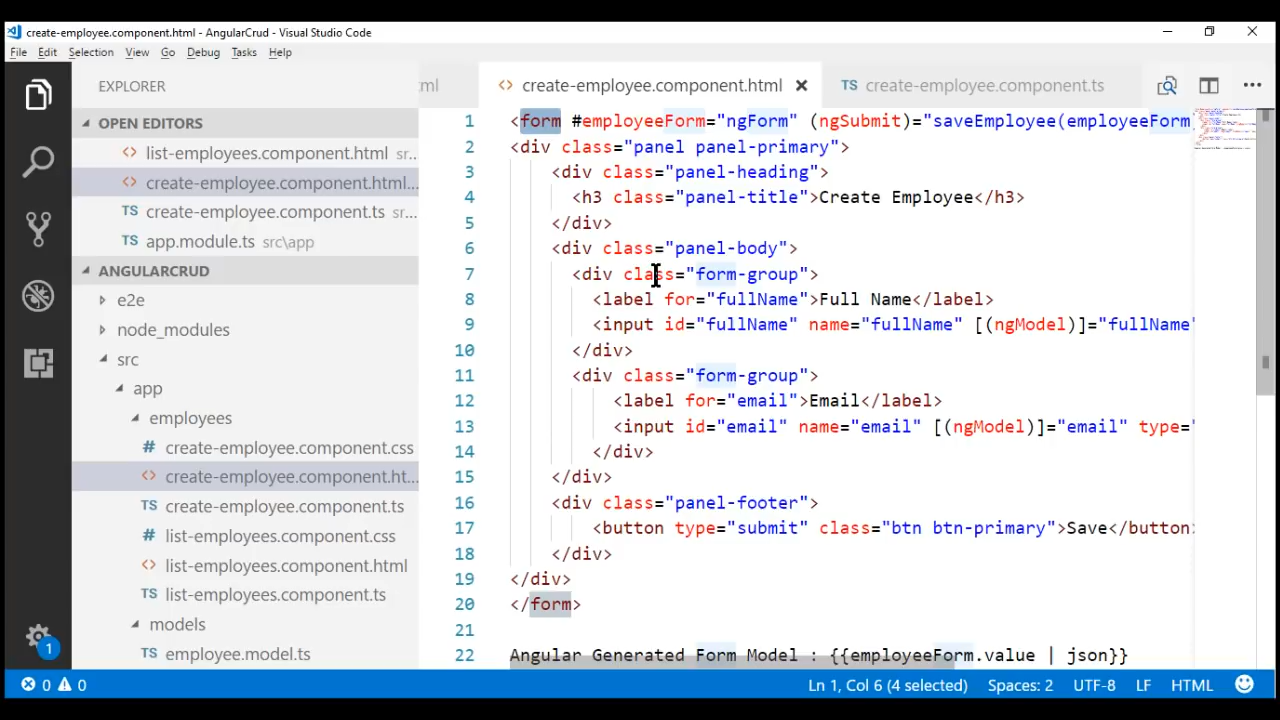 create-employee.component.html - AngularCrud - Visual Studio Code
File Edit Selection View Go Debug Tasks Help
EXPLORER
OPEN EDITORS
list-employees.component.html sr...
create-employee.component.html...
TS create-employee.component.ts sr...
TS app.module.ts src\app
ANGULARCRUD
e2e
node_modules
src
app
employees
# create-employee.component.css
<> create-employee.component.ht...
TS create-employee.component.ts
# list-employees.component.css
<> list-employees.component.html
TS list-employees.component.ts
models
TS employee.model.ts
ml <> create-employee.component.html TS create-employee.component.ts ...
1 <form #employeeForm="ngForm" (ngSubmit)="saveEmployee(employeeForm
2 <div class="panel panel-primary">
3 <div class="panel-heading">
4 <h3 class="panel-title">Create Employee</h3>
5 </div>
6 <div class="panel-body">
7 <div class="form-group">
8 <label for="fullName">Full Name</label>
9 <input id="fullName" name="fullName" [(ngModel)]="fullName"
10 </div>
11 <div class="form-group">
12 <label for="email">Email</label>
13 <input id="email" name="email" [(ngModel)]="email" type="
14 </div>
15 </div>
16 <div class="panel-footer">
17 <button type="submit" class="btn btn-primary">Save</button>
18 </div>
19 </div>
20 </form>
21
22 Angular Generated Form Model : {{employeeForm.value | json}}
1
0 0 Ln 1, Col 6 (4 selected) Spaces: 2 UTF-8 LF HTML